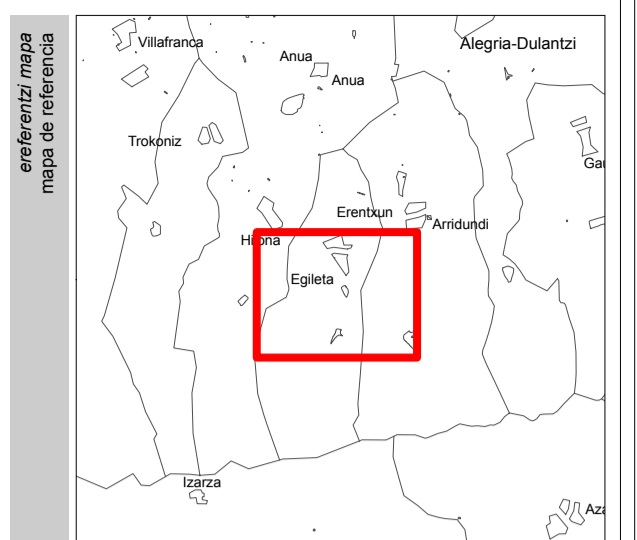 ereferentzi mapa
mapa de referencia
Villafranca
Alegria-Dulantzi
Anua
Anua
Trokoniz
Erentxun
Arridundi
Egileta
Izarza